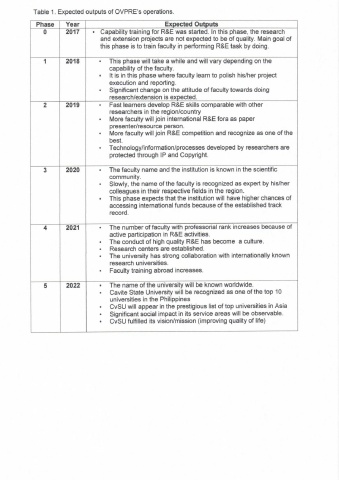 Table 1. Expected outputs of OVPRE's operations.
Phase Year Expected Outputs
0 2017 • Capability training for R&E was started. In this phase, the research
and extension projects are not expected to be of quality. Main goal of
this phase is to train faculty in performing R&E task by doing.
1 2018 • This phase will take a while and will vary depending on the
capability of the faculty.
• It is in this phase where faculty learn to polish his/her project
execution and reporting.
• Significant change on the attitude of faculty towards doing
research/extension is expected.
2 2019 • Fast learners develop R&E skills comparable with other
researchers in the region/country
• More faculty will join international R&E fora as paper
presenter/resource person.
• More faculty will join R&E competition and recognize as one of the
best.
• Technology/information/processes developed by researchers are
protected through IP and Copyright.
3 2020 • The faculty name and the institution is known in the scientific
community.
• Slowly, the name of the faculty is recognized as expert by his/her
colleagues in their respective fields in the region.
• This phase expects that the institution will have higher chances of
accessing international funds because of the established track
record.
4 2021 • The number of faculty with professorial rank increases because of
active participation in R&E activities.
• The conduct of high quality R&E has become a culture.
• Research centers are established.
• The university has strong collaboration with internationally known
research universities.
• Faculty training abroad increases.
5 2022 • The name of the university will be known worldwide.
• Cavite State University will be recognized as one of the top 10
universities in the Philippines
• CvSU will appear in the prestigious list of top universities in Asia
• Significant social impact in its service areas will be observable.
• CvSU fulfilled its vision/mission (improving quality of life)